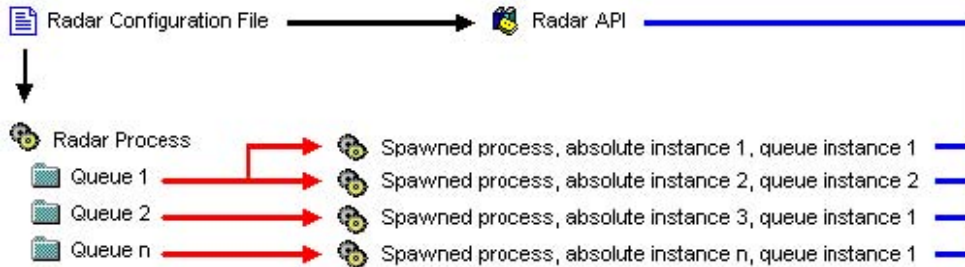 Radar Configuration File
Radar API
Radar Process
Spawned process, absolute instance 1, queue instance 1
Queue 1
Spawned process, absolute instance 2, queue instance 2
Queue 2
Spawned process, absolute instance 3, queue instance 1
Queue n
Spawned process, absolute instance n, queue instance 1